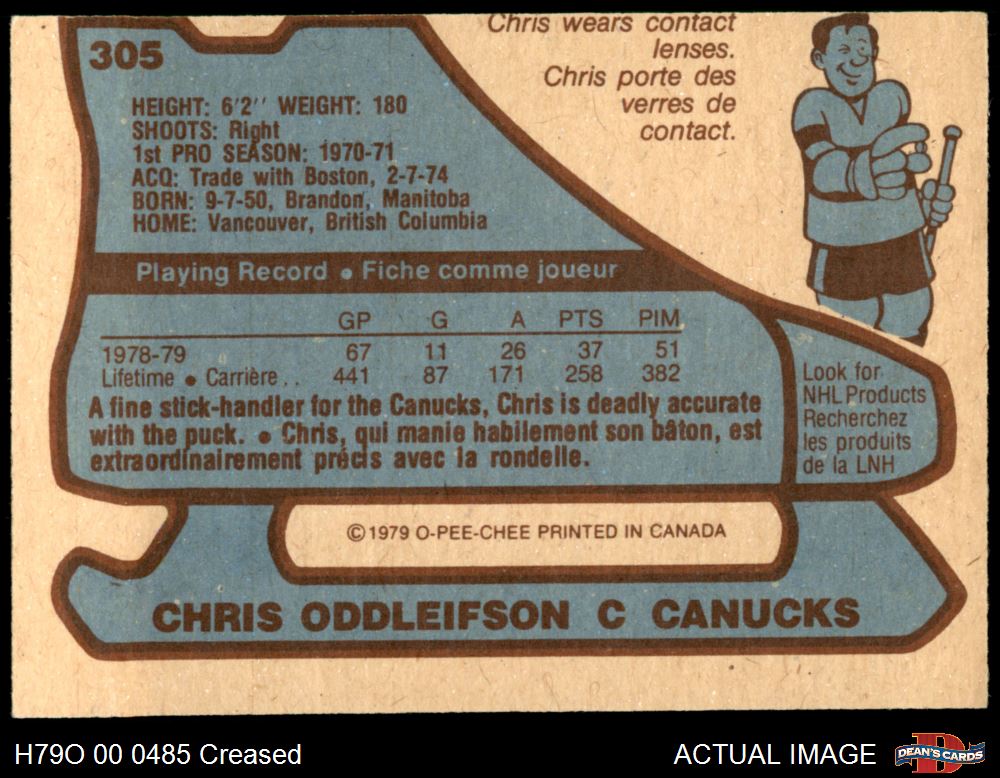 Chris wears contact
lenses.
Chris porte des
verres de
contact.
305
HEIGHT: 6'2'' WEIGHT: 180
SHOOTS: Right
1st PRO SEASON: 1970-71
ACQ: Trade with Boston, 2-7-74
BORN: 9-7-50, Brandon, Manitoba
HOME: Vancouver, British Columbia
Playing Record • Fiche comme joueur
GP G A PTS PIM
1978-79 67 11 26 37 51
Lifetime • Carrière . . 441 87 171 258 382
A fine stick-handler for the Canucks, Chris is deadly accurate
with the puck. • Chris, qui manie habilement son bâton, est
extraordinairement précis avec la rondelle.
Look for
NHL Products
Recherchez
les produits
de la LNH
©1979 O-PEE-CHEE PRINTED IN CANADA
CHRIS ODDLEIFSON C CANUCKS
H79O 00 0485 Creased
ACTUAL IMAGE
DEAN'S CARDS